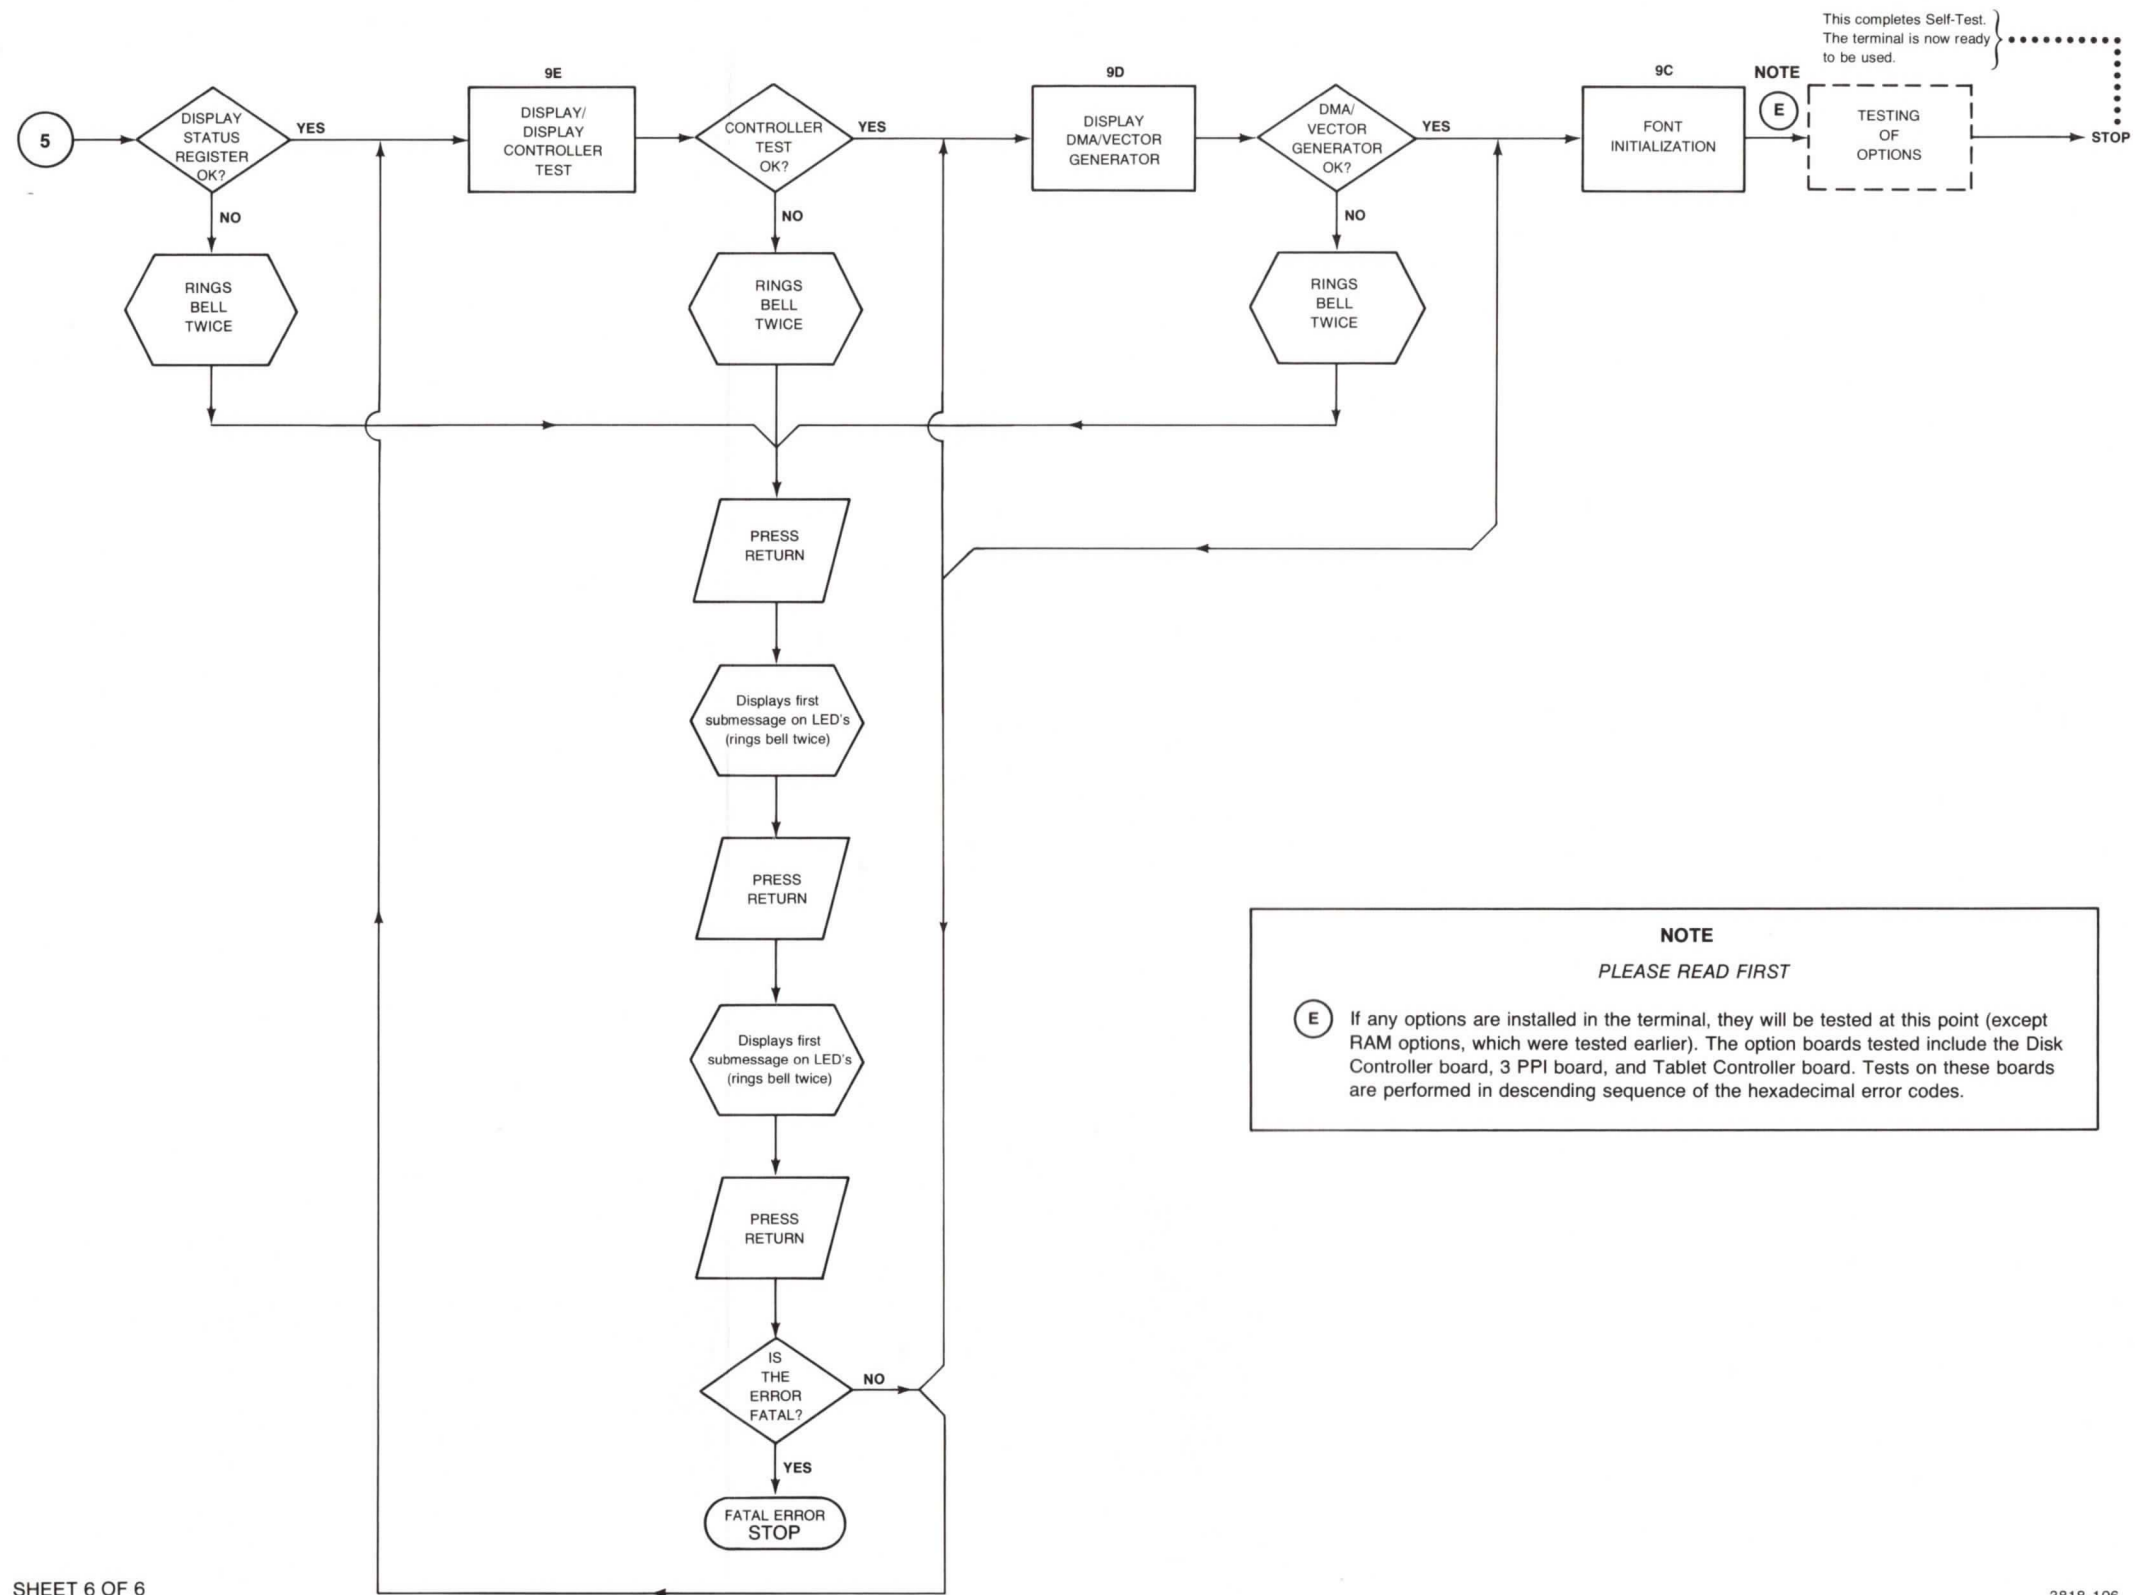 This completes Self-Test.
The terminal is now ready
to be used.
5
DISPLAY
STATUS
REGISTER
OK?
YES
NO
9E
DISPLAY/
DISPLAY
CONTROLLER
TEST
CONTROLLER
TEST
OK?
YES
NO
9D
DISPLAY
DMA/VECTOR
GENERATOR
DMA/
VECTOR
GENERATOR
OK?
YES
NO
9C
FONT
INITIALIZATION
NOTE
E
TESTING
OF
OPTIONS
STOP
RINGS
BELL
TWICE
RINGS
BELL
TWICE
RINGS
BELL
TWICE
PRESS
RETURN
Displays first
submessage on LED's
(rings bell twice)
PRESS
RETURN
Displays first
submessage on LED's
(rings bell twice)
PRESS
RETURN
IS
THE
ERROR
FATAL?
NO
YES
FATAL ERROR
STOP
NOTE
PLEASE READ FIRST
E
If any options are installed in the terminal, they will be tested at this point (except
RAM options, which were tested earlier). The option boards tested include the Disk
Controller board, 3 PPI board, and Tablet Controller board. Tests on these boards
are performed in descending sequence of the hexadecimal error codes.
SHEET 6 OF 6